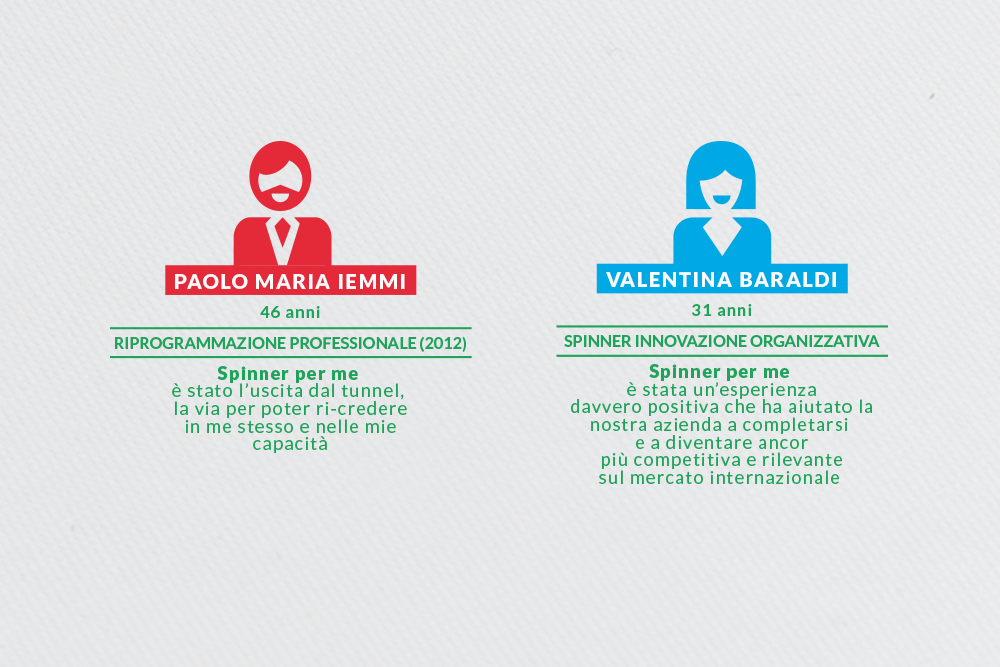 PAOLO MARIA IEMMI
46 anni
RIPROGRAMMAZIONE PROFESSIONALE (2012)
Spinner per me
è stato l'uscita dal tunnel,
la via per poter ri-credere
in me stesso e nelle mie
capacità
VALENTINA BARALDI
31 anni
SPINNER INNOVAZIONE ORGANIZZATIVA
Spinner per me
è stata un'esperienza
davvero positiva che ha aiutato la
nostra azienda a completarsi
e a diventare ancor
più competitiva e rilevante
sul mercato internazionale